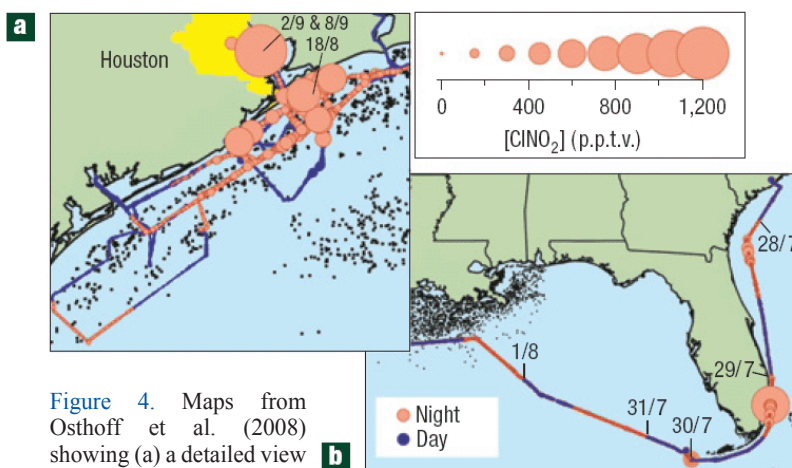 a
2/9 & 8/9
18/8
Houston
0 400 800 1,200
[ClNO₂] (p.p.t.v.)
28/7
29/7
1/8
31/7
30/7
Night
Day
Figure 4. Maps from
Osthoff et al. (2008)
showing (a) a detailed view
b